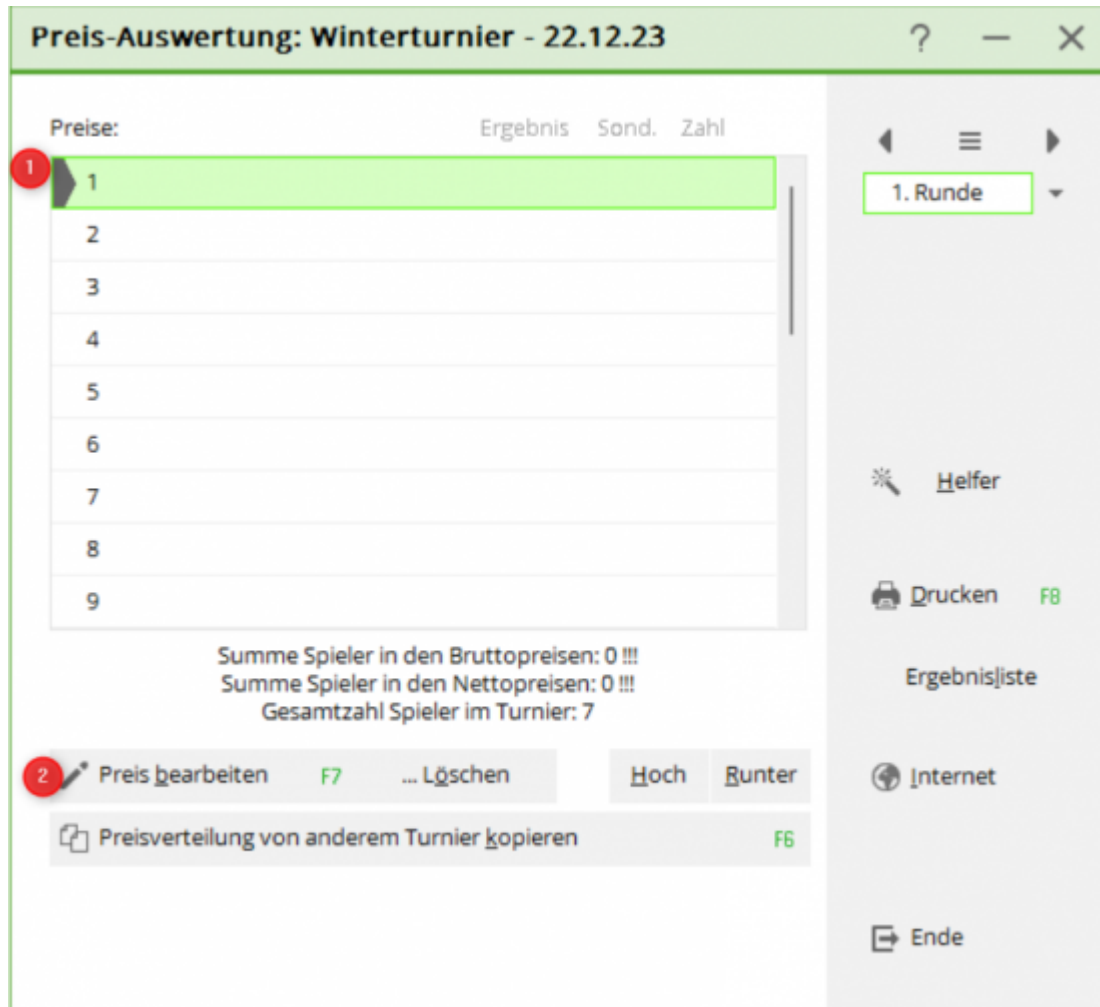 Preis-Auswertung: Winterturnier - 22.12.23
?
Preise: Ergebnis Sond. Zahl
1
1
2
3
4
5
6
7
8
9
Summe Spieler in den Bruttopreisen: 0 !!!
Summe Spieler in den Nettopreisen: 0 !!!
Gesamtzahl Spieler im Turnier: 7
2 Preis bearbeiten F7 ... Löschen Hoch Runter
Preisverteilung von anderem Turnier kopieren F6
1. Runde
Helfer
Drucken F8
Ergebnisliste
Internet
Ende